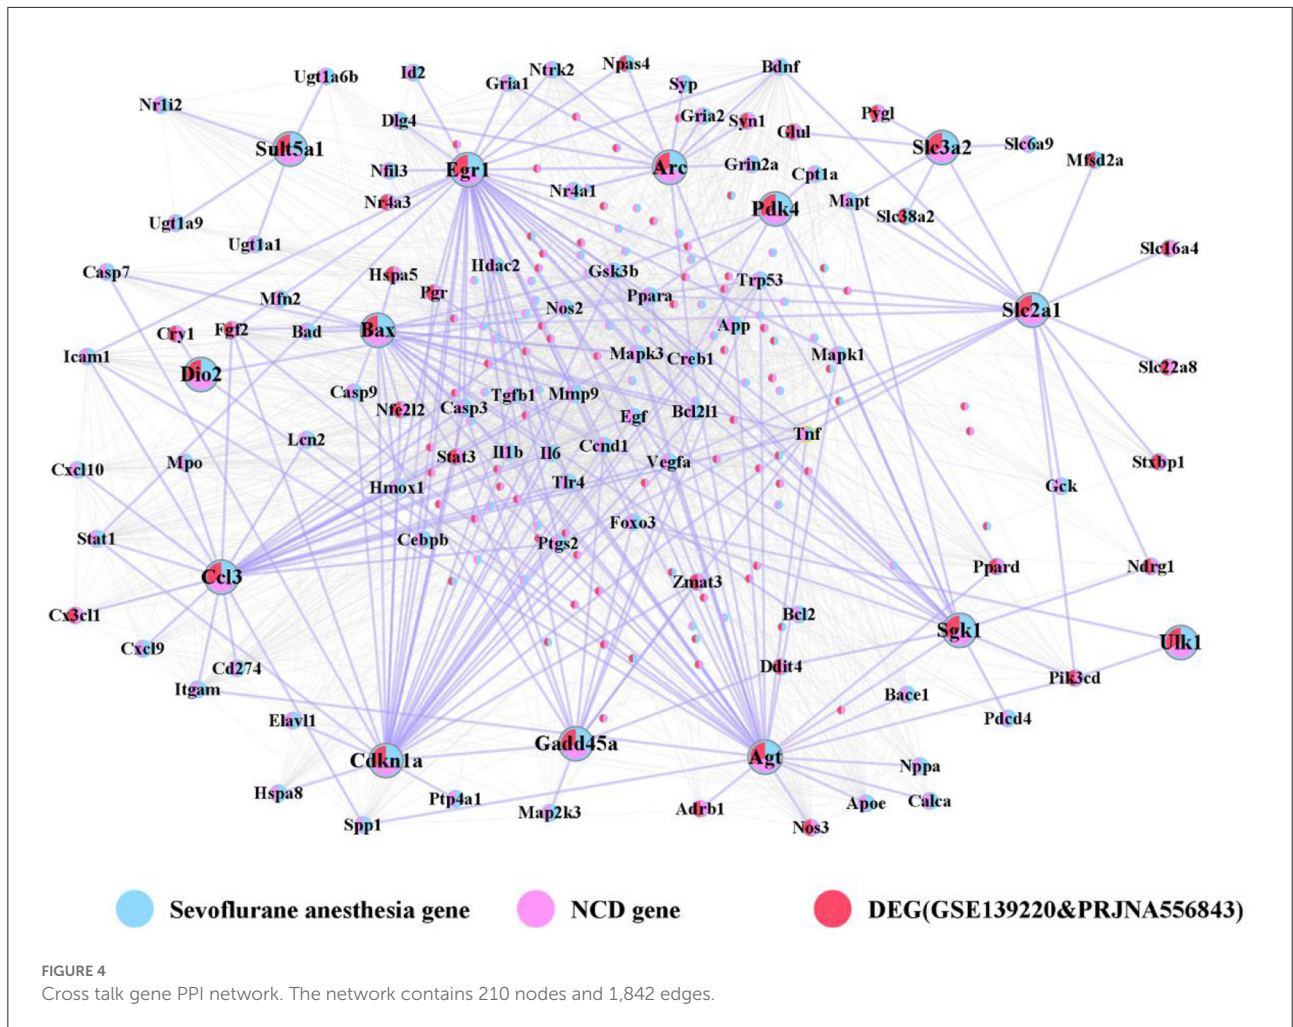 Ugt1a6b
Id2
Gria1
Ntrk2
Npas4
Syp
Bdnf
Nr1i2
Dlg4
Gria2
Syn1
Glul
Pygl
Sult5a1
Egr1
Arc
Grin2a
Slc3a2
Slc6a9
Mfsd2a
Nfil3
Nr4a3
Nr4a1
Cpt1a
Pdk4
Mapt
Slc38a2
Ugt1a9
Ugt1a1
Slc16a4
Casp7
Hspa5
Hdac2
Gsk3b
Trp53
Mfn2
Pgr
Ppara
Nos2
Slc2a1
Cry1
Fgf2
Bad
Bax
App
Icam1
Mapk3
Creb1
Mapk1
Dio2
Slc22a8
Casp9
Nfe2l2
Casp3
Tgfb1
Mmp9
Egf
Bcl2l1
Lcn2
Tnf
Cxcl10
Mpo
Stat3
Il1b
Il6
Ccnd1
Vegfa
Stxbp1
Hmox1
Tlr4
Gck
Stat1
Cebpb
Ptgs2
Foxo3
Ccl3
Zmat3
Ppard
Ndrg1
Cx3cl1
Bcl2
Sgk1
Ulk1
Cxcl9
Cd274
Ddit4
Pik3cd
Itgam
Bace1
Elavl1
Pdcd4
Cdkn1a
Gadd45a
Agt
Nppa
Hspa8
Ptp4a1
Map2k3
Adrb1
Apoe
Calca
Spp1
Nos3
Sevoflurane anesthesia gene
NCD gene
DEG(GSE139220&PRJNA556843)
FIGURE 4
Cross talk gene PPI network. The network contains 210 nodes and 1,842 edges.